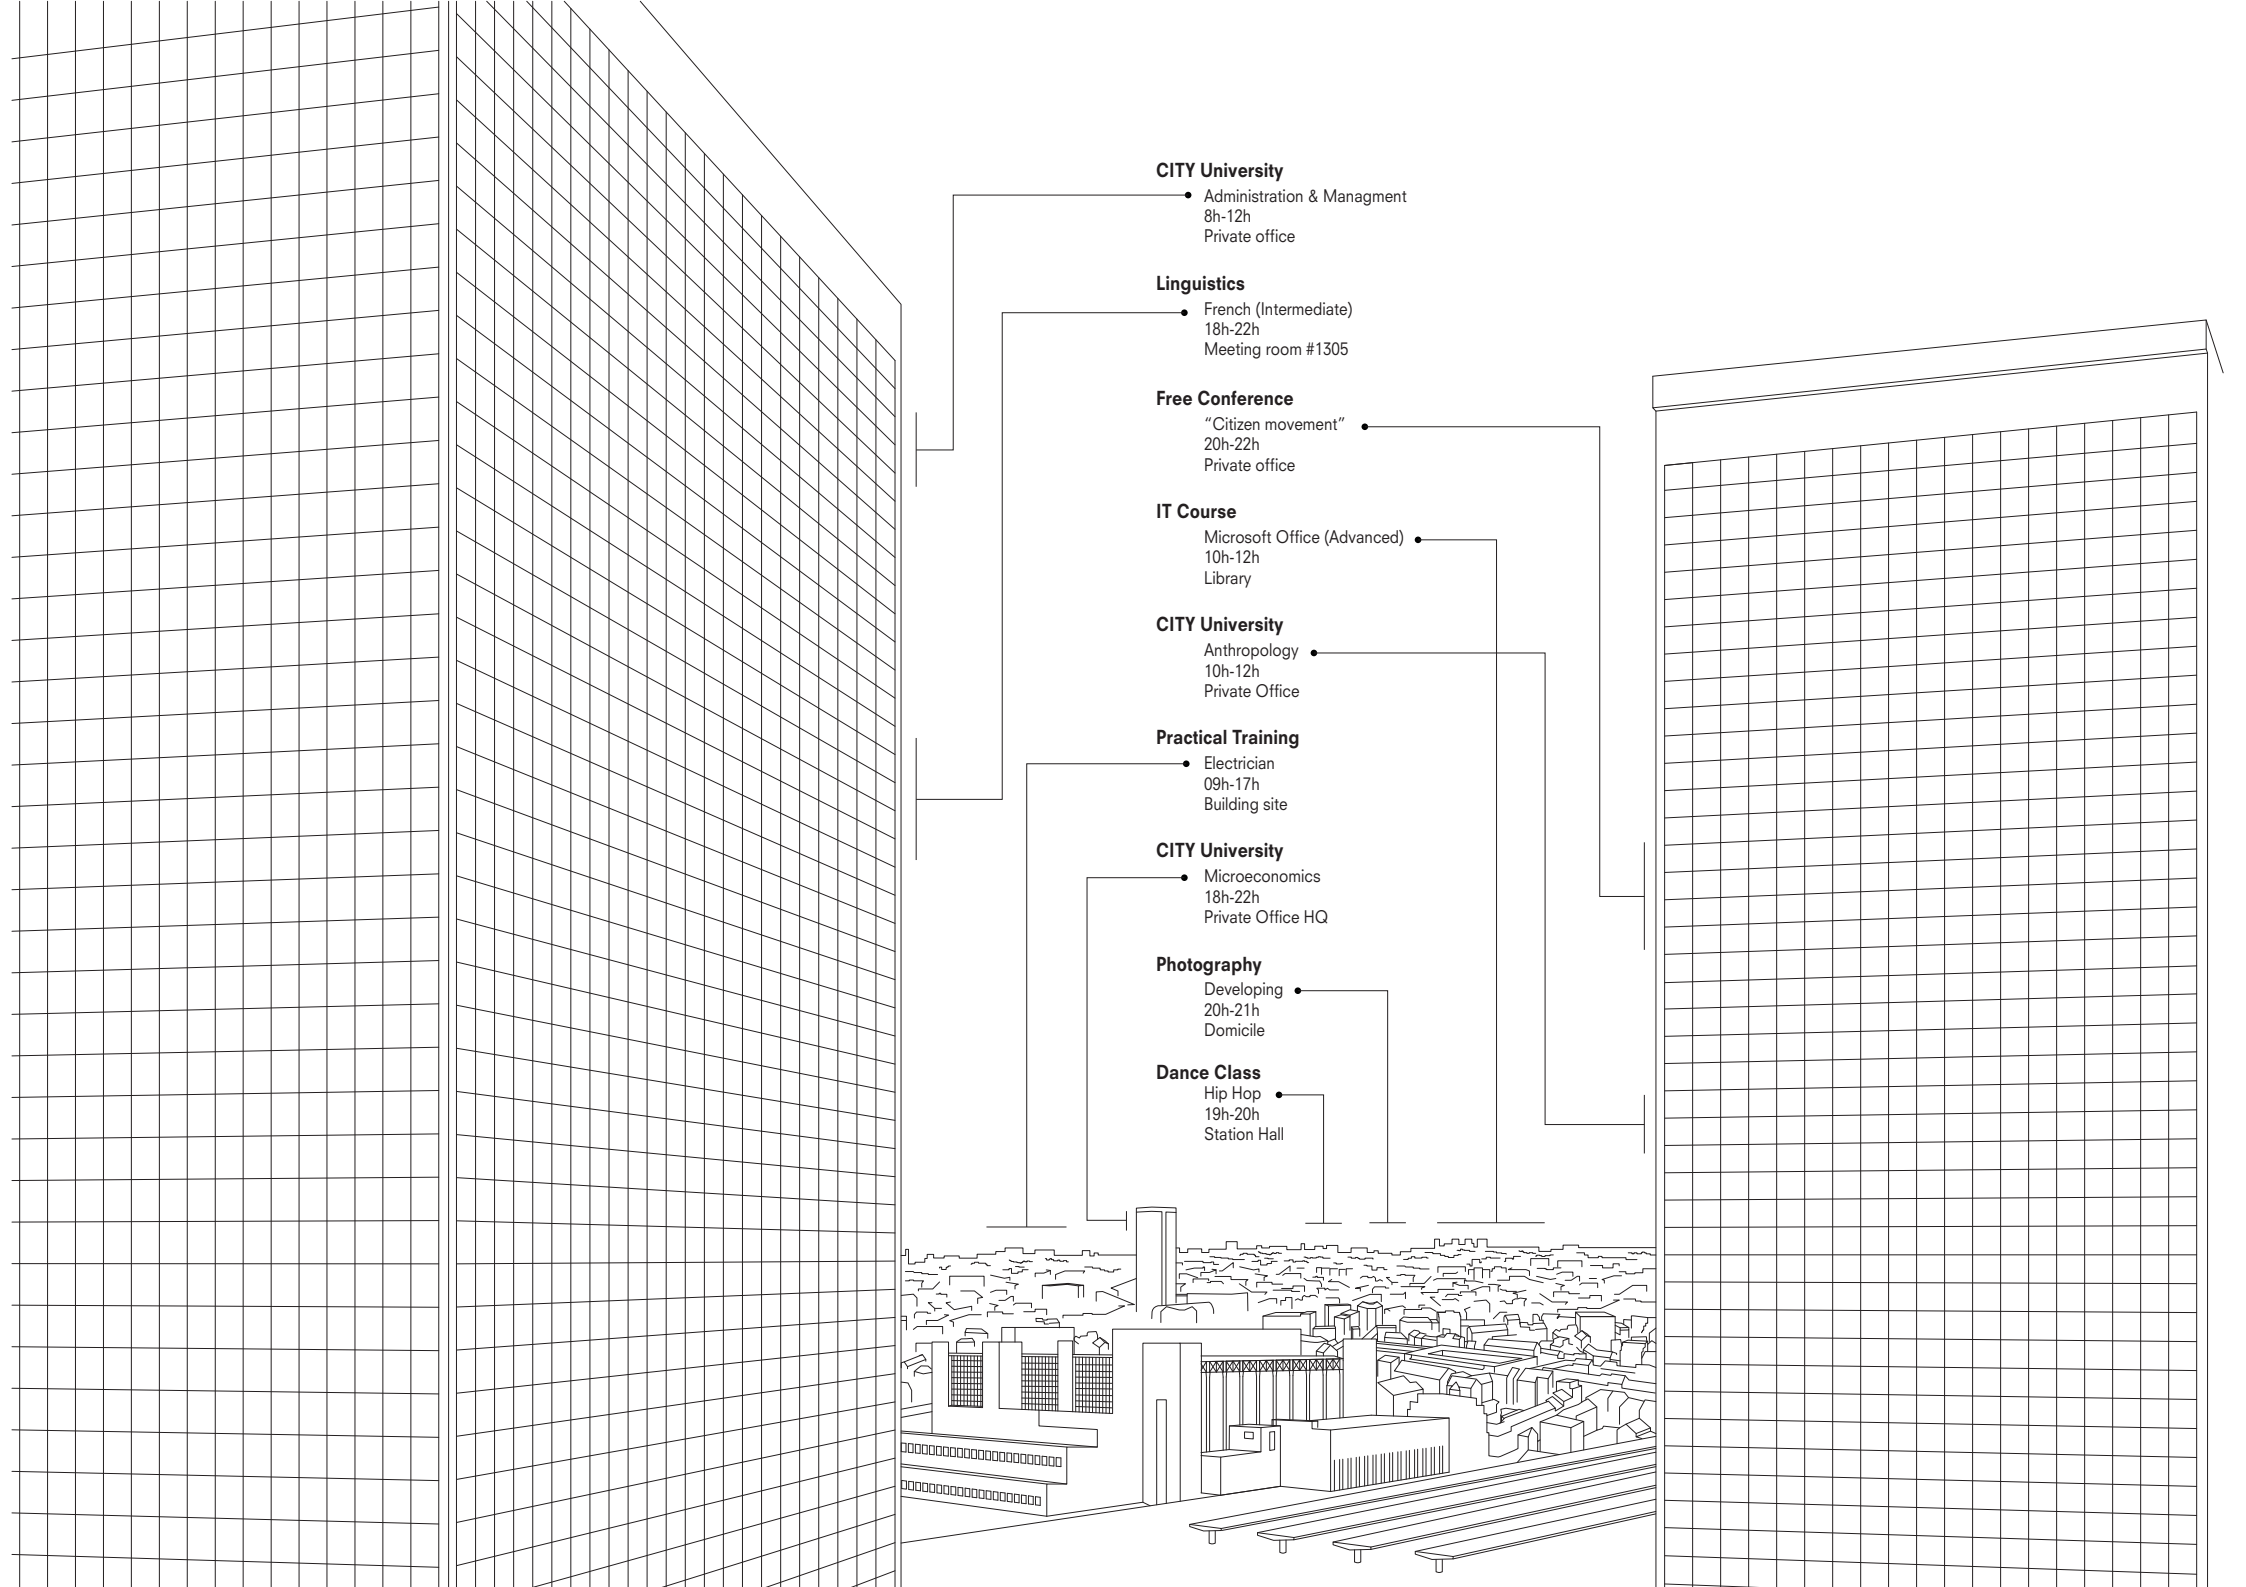 CITY University
Administration & Managment
8h-12h
Private office
Linguistics
French (Intermediate)
18h-22h
Meeting room #1305
Free Conference
“Citizen movement”
20h-22h
Private office
IT Course
Microsoft Office (Advanced)
10h-12h
Library
CITY University
Anthropology
10h-12h
Private Office
Practical Training
Electrician
09h-17h
Building site
CITY University
Microeconomics
18h-22h
Private Office HQ
Photography
Developing
20h-21h
Domicile
Dance Class
Hip Hop
19h-20h
Station Hall